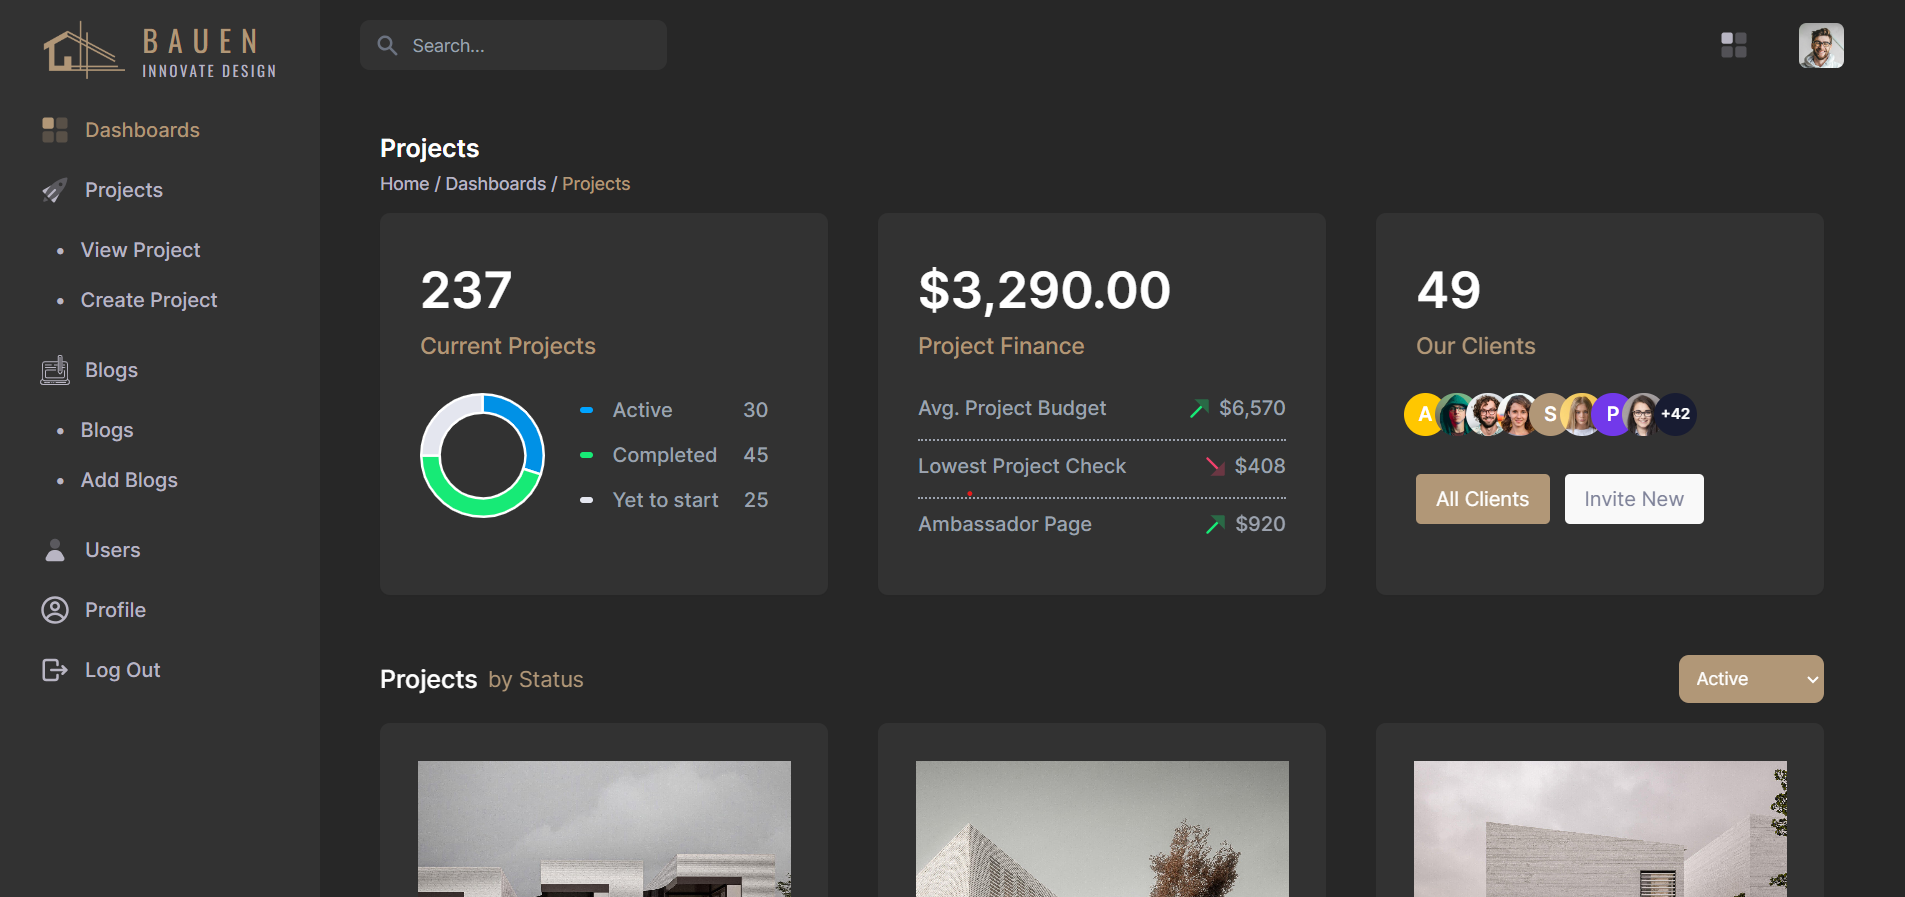 BAUEN
INNOVATE DESIGN
Dashboards
Projects
View Project
Create Project
Blogs
Blogs
Add Blogs
Users
Profile
Log Out
Search...
Projects
Home / Dashboards / Projects
237
Current Projects
Active 30
Completed 45
Yet to start 25
$3,290.00
Project Finance
Avg. Project Budget $6,570
Lowest Project Check $408
Ambassador Page $920
49
Our Clients
A S P +42
All Clients Invite New
Projects by Status
Active